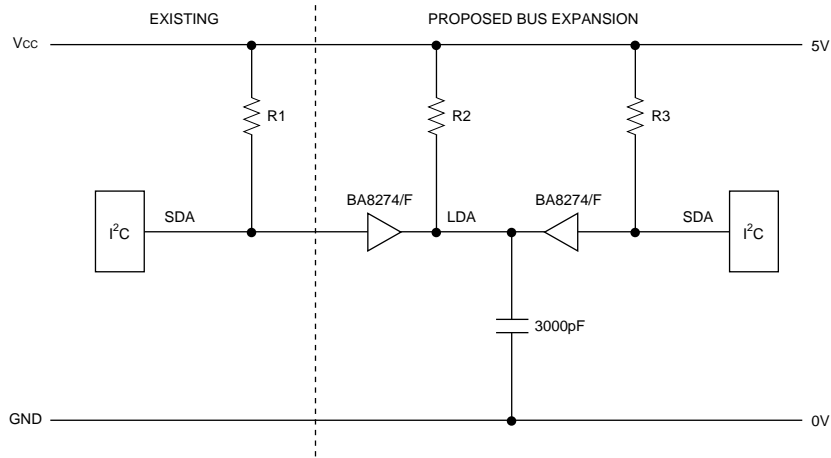 EXISTING
PROPOSED BUS EXPANSION
Vcc
5V
R1
R2
R3
BA8274/F
BA8274/F
I²C
SDA
LDA
SDA
I²C
3000pF
GND
0V